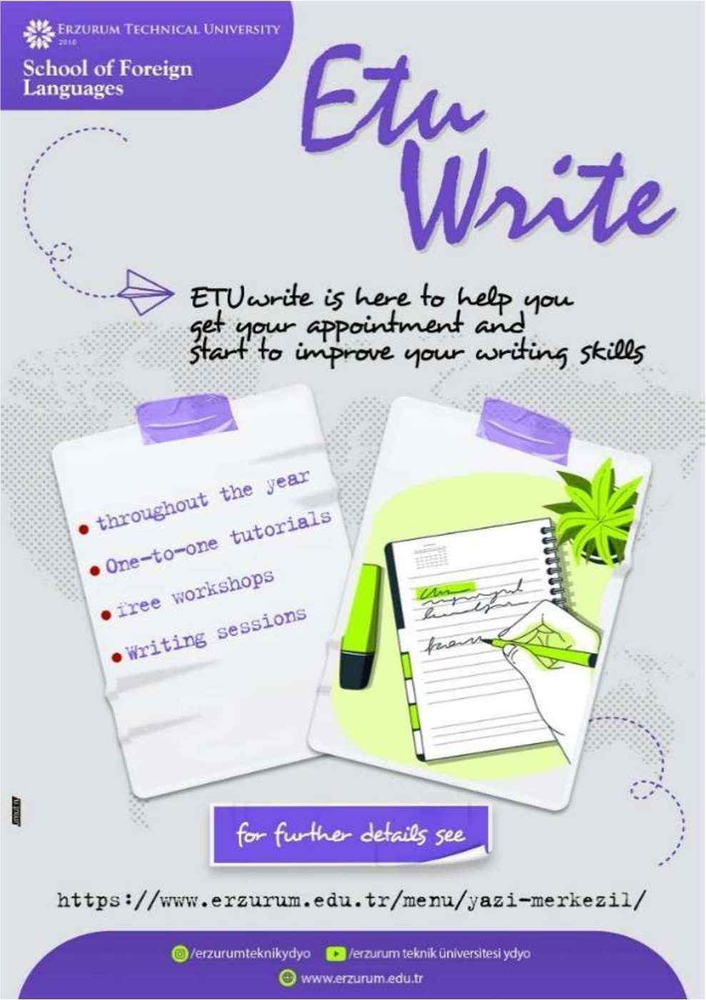 ERZURUM TECHNICAL UNIVERSITY
2010
School of Foreign
Languages
Etu
Write
ETUwrite is here to help you
get your appointment and
start to improve your writing skills
throughout the year
One-to-one tutorials
free workshops
Writing sessions
for further details see
https://www.erzurum.edu.tr/menu/yazi-merkezi1/
/erzurumteknikydyo
/erzurum teknik üniversitesi ydyo
www.erzurum.edu.tr